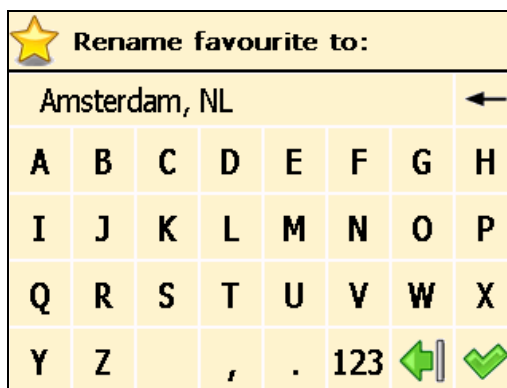 Rename favourite to:
Amsterdam, NL
A B C D E F G H
I J K L M N O P
Q R S T U V W X
Y Z , . 123